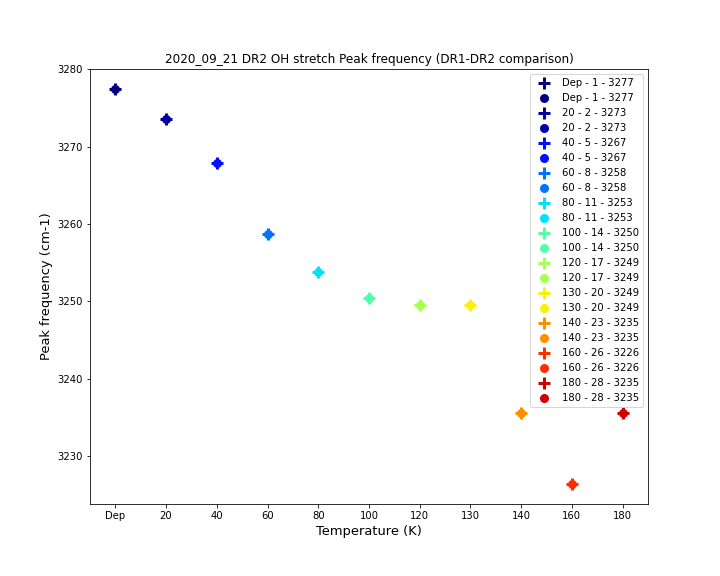 2020_09_21 DR2 OH stretch Peak frequency (DR1-DR2 comparison)
3280
3270
3260
3250
3240
3230
Peak frequency (cm-1)
Dep - 1 - 3277
Dep - 1 - 3277
20 - 2 - 3273
20 - 2 - 3273
40 - 5 - 3267
40 - 5 - 3267
60 - 8 - 3258
60 - 8 - 3258
80 - 11 - 3253
80 - 11 - 3253
100 - 14 - 3250
100 - 14 - 3250
120 - 17 - 3249
120 - 17 - 3249
130 - 20 - 3249
130 - 20 - 3249
140 - 23 - 3235
140 - 23 - 3235
160 - 26 - 3226
160 - 26 - 3226
180 - 28 - 3235
180 - 28 - 3235
Dep 20 40 60 80 100 120 130 140 160 180
Temperature (K)